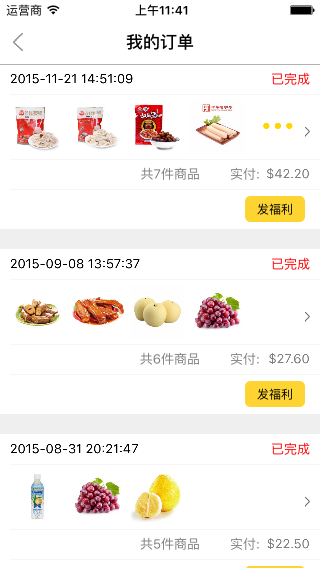 运营商 上午11:41
我的订单
2015-11-21 14:51:09 已完成
共7件商品 实付: $42.20
发福利
2015-09-08 13:57:37 已完成
共6件商品 实付: $27.60
发福利
2015-08-31 20:21:47 已完成
共5件商品 实付: $22.50